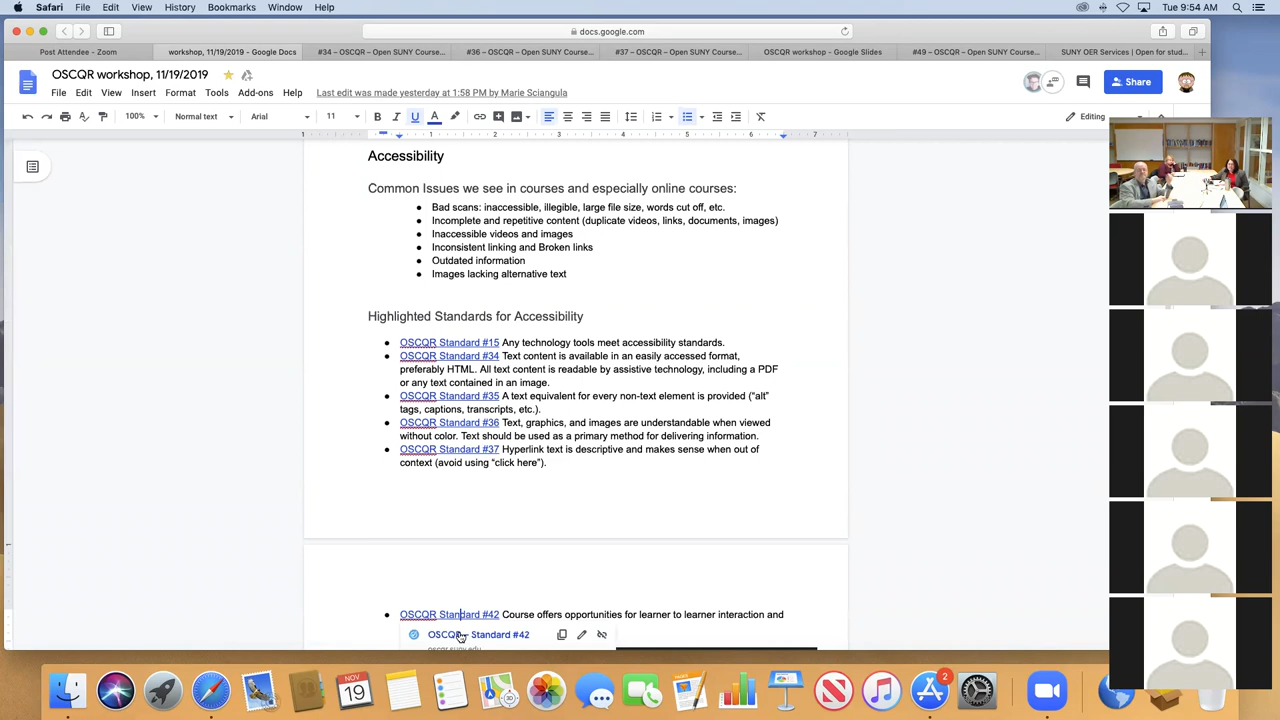 Safari File Edit View History Bookmarks Window Help Tue 9:54 AM
docs.google.com
Post Attendee - Zoom
workshop, 11/19/2019 - Google Docs
#34 – OSCQR – Open SUNY Course...
#36 – OSCQR – Open SUNY Course...
#37 – OSCQR – Open SUNY Course...
OSCQR workshop - Google Slides
#49 – OSCQR – Open SUNY Course...
SUNY OER Services | Open for stud...
OSCQR workshop, 11/19/2019
Share
File Edit View Insert Format Tools Add-ons Help Last edit was made yesterday at 1:58 PM by Marie Sciangula
100% Normal text Arial 11 Editing
1 1 2 3 4 5 6 7
Accessibility
Common Issues we see in courses and especially online courses:
● Bad scans: inaccessible, illegible, large file size, words cut off, etc.
● Incomplete and repetitive content (duplicate videos, links, documents, images)
● Inaccessible videos and images
● Inconsistent linking and Broken links
● Outdated information
● Images lacking alternative text
Highlighted Standards for Accessibility
● OSCQR Standard #15 Any technology tools meet accessibility standards.
● OSCQR Standard #34 Text content is available in an easily accessed format,
preferably HTML. All text content is readable by assistive technology, including a PDF
or any text contained in an image.
● OSCQR Standard #35 A text equivalent for every non-text element is provided (“alt”
tags, captions, transcripts, etc.).
● OSCQR Standard #36 Text, graphics, and images are understandable when viewed
without color. Text should be used as a primary method for delivering information.
● OSCQR Standard #37 Hyperlink text is descriptive and makes sense when out of
context (avoid using “click here”).
● OSCQR Standard #42 Course offers opportunities for learner to learner interaction and
OSCQR – Standard #42
oscqr.suny.edu
NOV
19
2